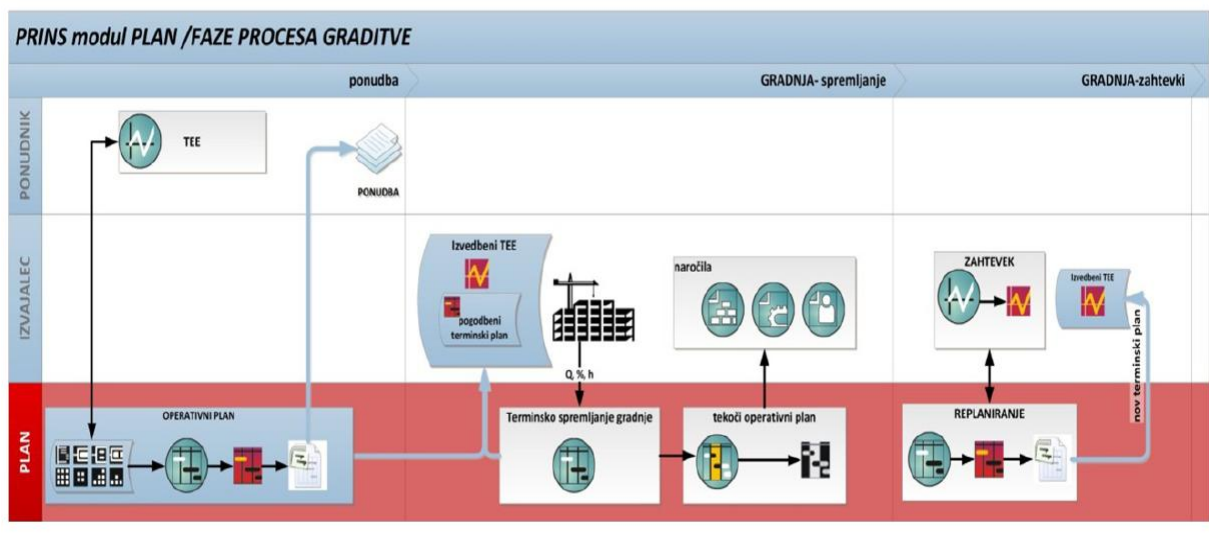 PRINS modul PLAN /FAZE PROCESA GRADITVE
ponudba
GRADNJA- spremljanje
GRADNJA-zahtevki
PONUDNIK
TEE
PONUDBA
IZVAJALEC
Izvedbeni TEE
pogodbeni
terminski plan
Q, %, h
naročila
ZAHTEVEK
Izvedbeni TEE
nov terminski plan
PLAN
OPERATIVNI PLAN
Terminsko spremljanje gradnje
tekoči operativni plan
REPLANIRANJE